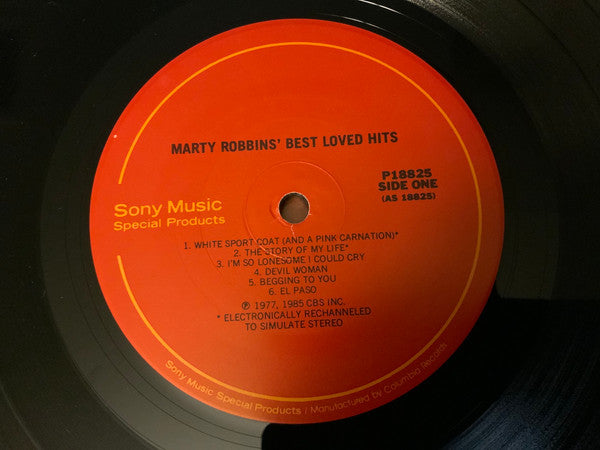 MARTY ROBBINS' BEST LOVED HITS
P18825
SIDE ONE
(AS 18825)
Sony Music
Special Products
1. WHITE SPORT COAT (AND A PINK CARNATION)*
2. THE STORY OF MY LIFE*
3. I'M SO LONESOME I COULD CRY
4. DEVIL WOMAN
5. BEGGING TO YOU
6. EL PASO
℗ 1977, 1985 CBS INC.
* ELECTRONICALLY RECHANNELED
TO SIMULATE STEREO
Sony Music Special Products / Manufactured by Columbia Records